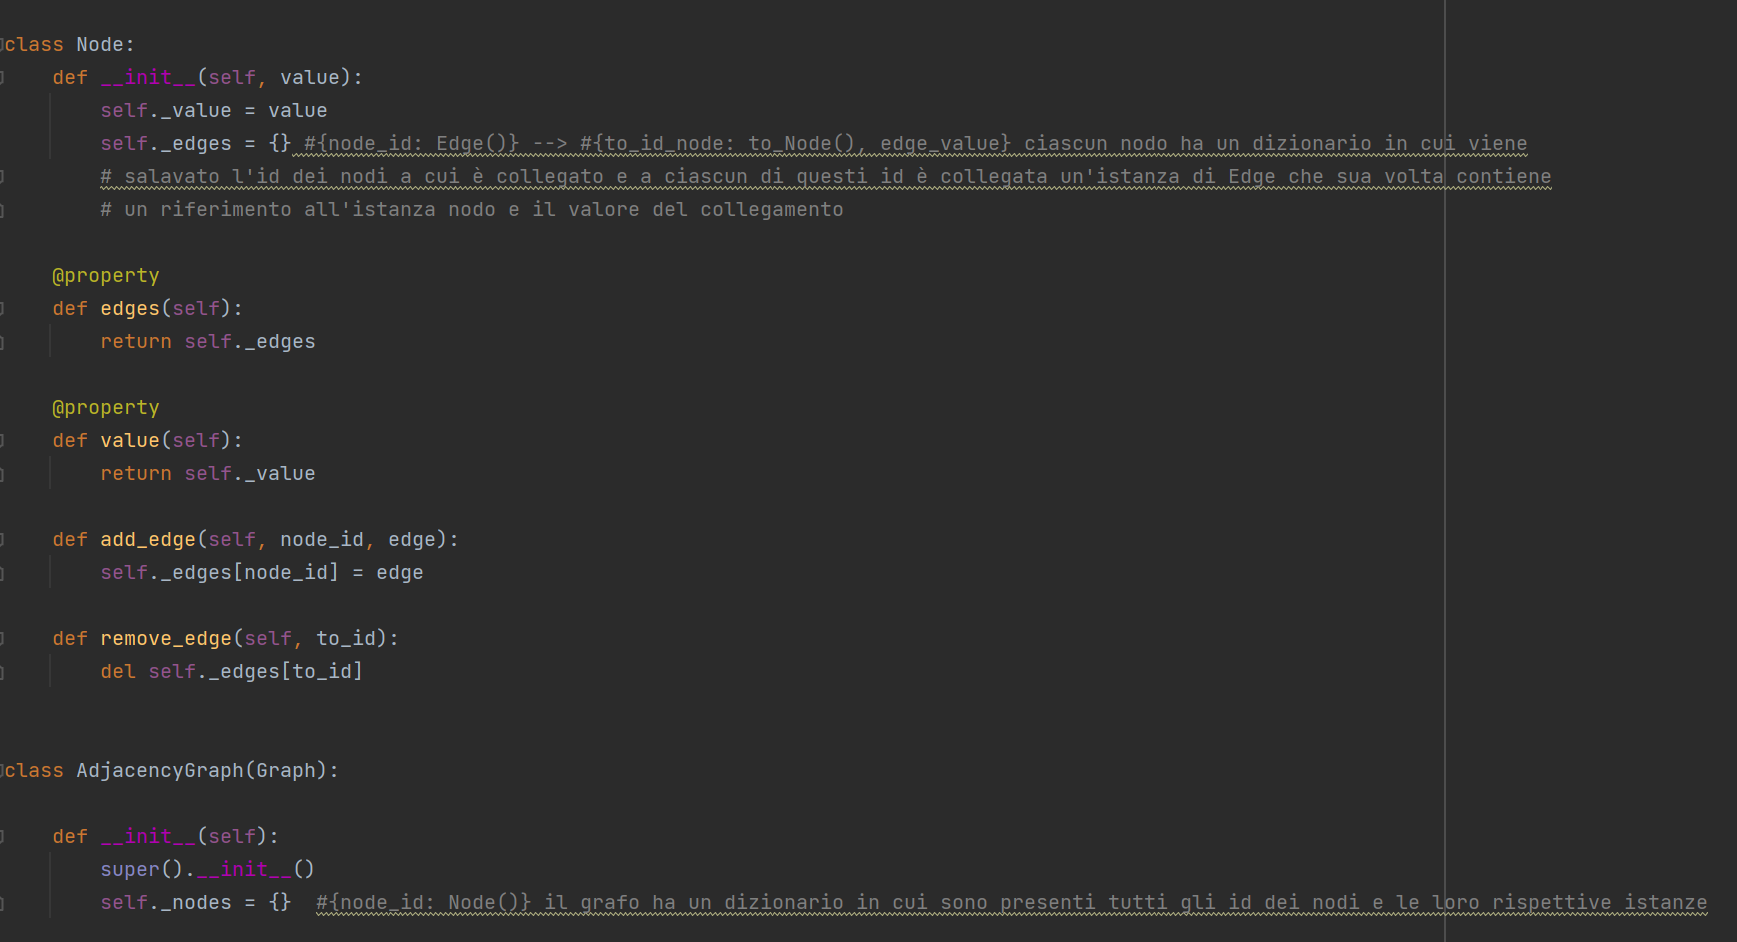 class Node:
    def __init__(self, value):
        self._value = value
        self._edges = {} #{node_id: Edge()} --> #{to_id_node: to_Node(), edge_value} ciascun nodo ha un dizionario in cui viene
        # salavato l'id dei nodi a cui è collegato e a ciascun di questi id è collegata un'istanza di Edge che sua volta contiene
        # un riferimento all'istanza nodo e il valore del collegamento
    @property
    def edges(self):
        return self._edges
    @property
    def value(self):
        return self._value
    def add_edge(self, node_id, edge):
        self._edges[node_id] = edge
    def remove_edge(self, to_id):
        del self._edges[to_id]
class AdjacencyGraph(Graph):
    def __init__(self):
        super().__init__()
        self._nodes = {}  #{node_id: Node()} il grafo ha un dizionario in cui sono presenti tutti gli id dei nodi e le loro rispettive istanze